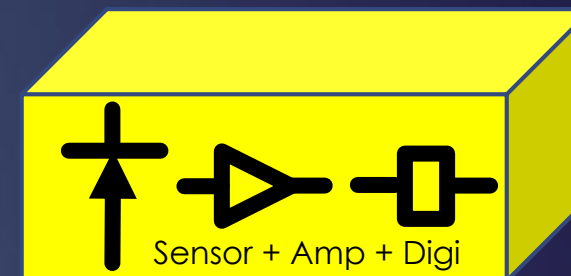 Sensor + Amp + Digi